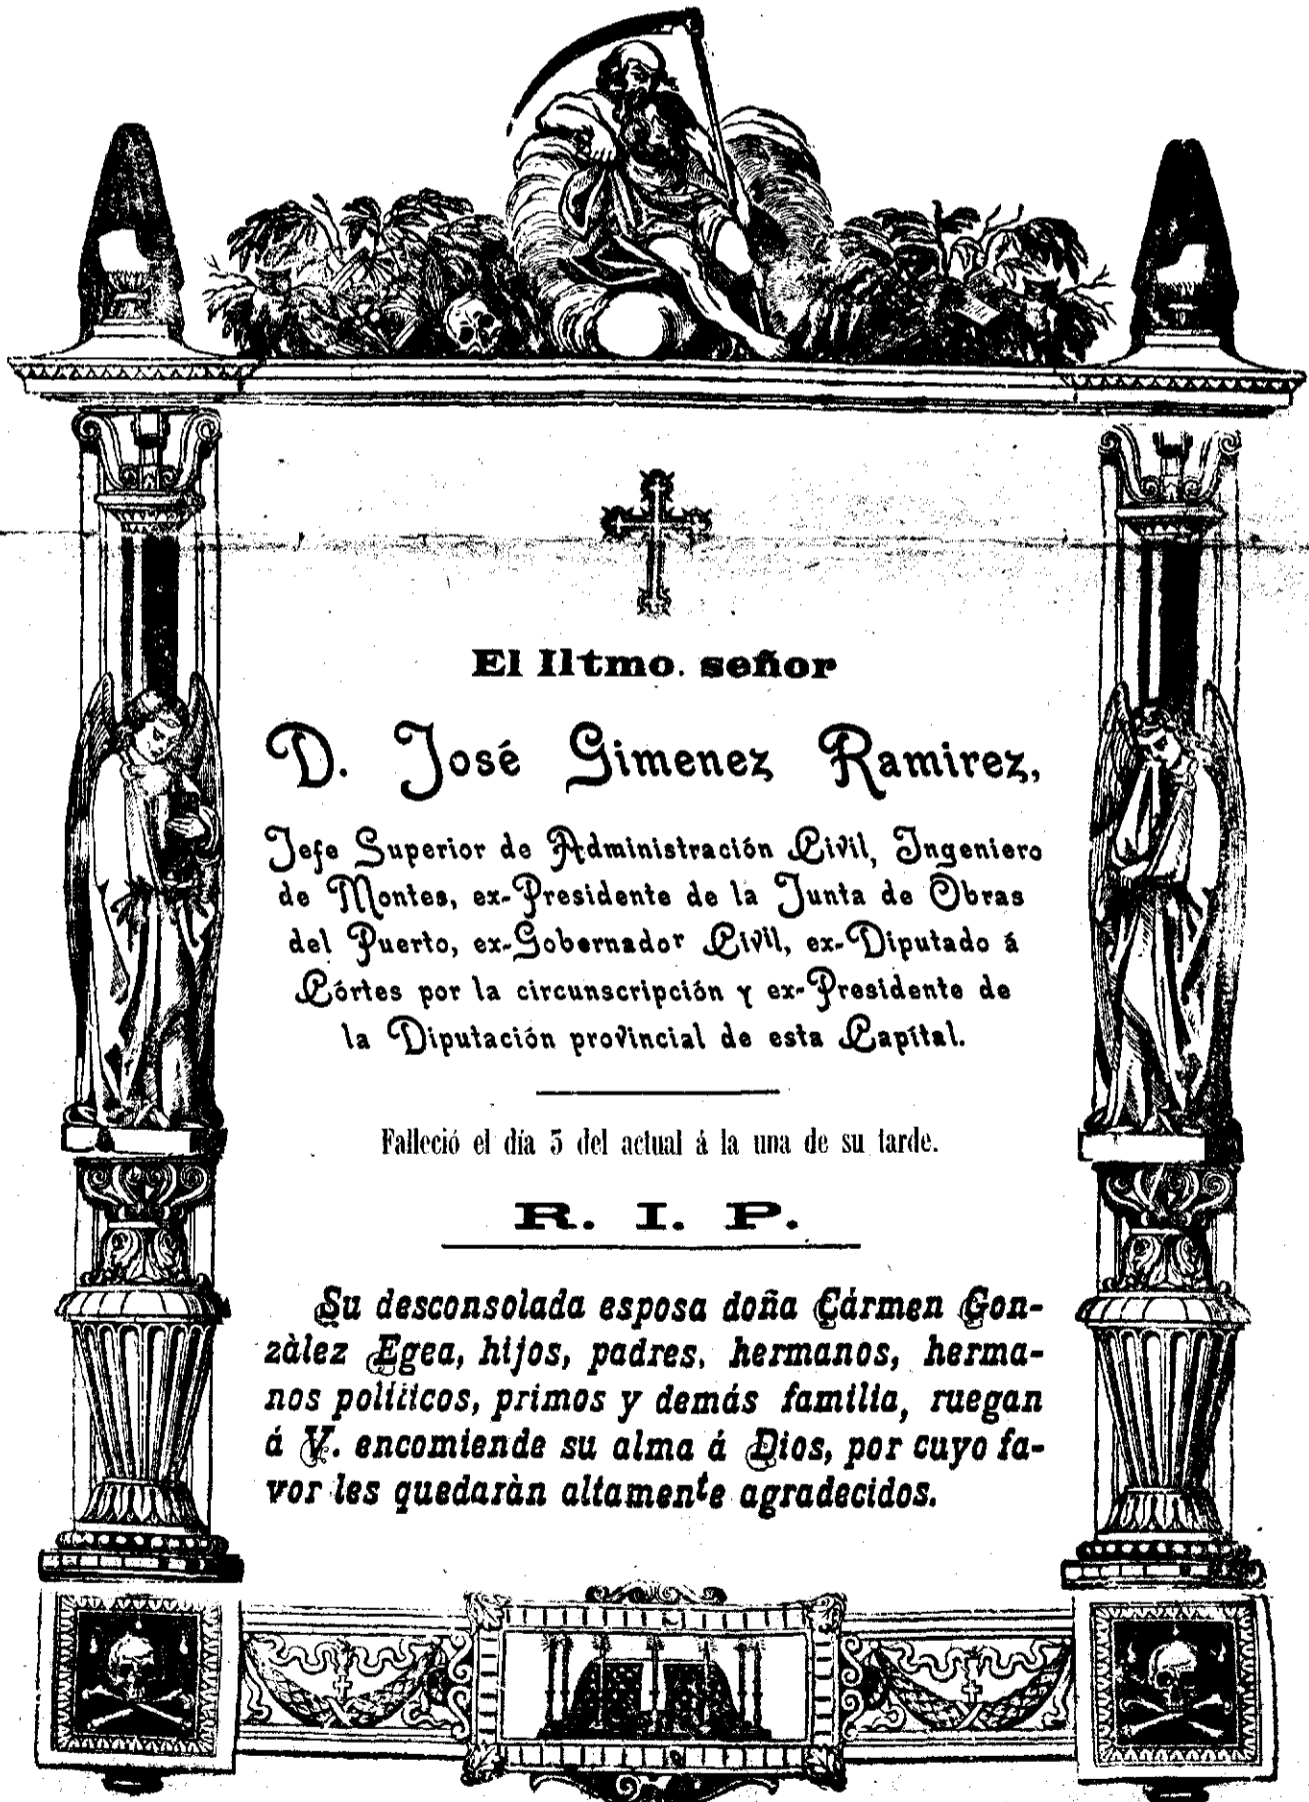 El Iltmo. señor
D. José Gimenez Ramirez,
Jefe Superior de Administración Civil, Ingeniero
de Montes, ex-Presidente de la Junta de Obras
del Puerto, ex-Gobernador Civil, ex-Diputado á
Córtes por la circunscripción y ex-Presidente de
la Diputación provincial de esta Capítal.
Falleció el día 5 del actual á la una de su tarde.
R. I. P.
Su desconsolada esposa doña Cármen Gon-
zàlez Egea, hijos, padres, hermanos, herma-
nos políticos, primos y demás familia, ruegan
á V. encomiende su alma á Dios, por cuyo fa-
vor les quedaràn altamente agradecidos.